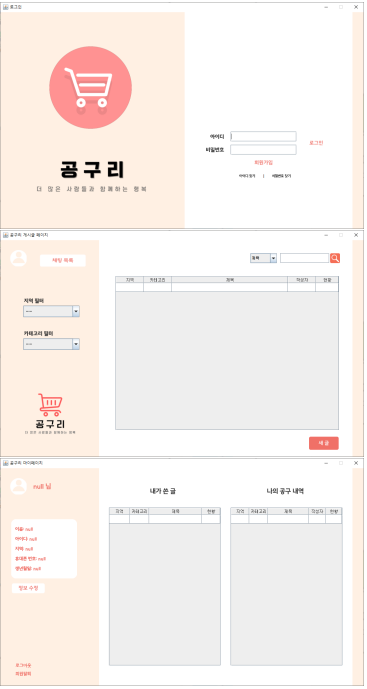 로그인
공구리
더 많은 사람들과 함께하는 행복
아이디
비밀번호
로그인
회원가입
아이디 찾기 | 비밀번호 찾기
공구리 게시글 페이지
채팅 목록
제목
지역 카테고리 제목 작성자 현황
지역 필터
--
카테고리 필터
--
공구리
더 많은 사람들과 함께하는 행복
새 글
공구리 마이페이지
null 님
내가 쓴 글
나의 공구 내역
지역 카테고리 제목 현황
지역 카테고리 제목 작성자 현황
이름: null
아이디: null
지역: null
휴대폰 번호: null
생년월일: null
정보 수정
로그아웃
회원탈퇴